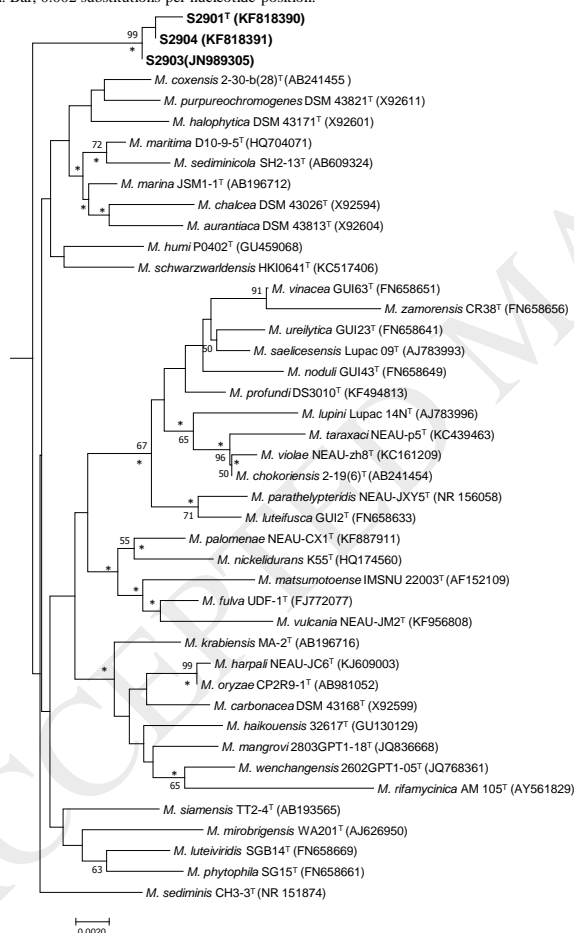 . Bar, 0.002 substitutions per nucleotide position.
S2901ᵀ (KF818390)
99
S2904 (KF818391)
*
S2903(JN989305)
M. coxensis 2-30-b(28)ᵀ(AB241455 )
M. purpureochromogenes DSM 43821ᵀ (X92611)
M. halophytica DSM 43171ᵀ (X92601)
72
M. maritima D10-9-5ᵀ(HQ704071)
*
*
M. sediminicola SH2-13ᵀ(AB609324)
M. marina JSM1-1ᵀ (AB196712)
*
*
M. chalcea DSM 43026ᵀ (X92594)
M. aurantiaca DSM 43813ᵀ (X92604)
M. humi P0402ᵀ (GU459068)
M. schwarzwarldensis HKI0641ᵀ (KC517406)
91
M. vinacea GUI63ᵀ (FN658651)
M. zamorensis CR38ᵀ (FN658656)
M. ureilytica GUI23ᵀ (FN658641)
50
M. saelicesensis Lupac 09ᵀ (AJ783993)
M. noduli GUI43ᵀ (FN658649)
M. profundi DS3010ᵀ (KF494813)
M. lupini Lupac 14Nᵀ (AJ783996)
*
65
M. taraxaci NEAU-p5ᵀ (KC439463)
*
67
96
M. violae NEAU-zh8ᵀ (KC161209)
*
*
50
M. chokoriensis 2-19(6)ᵀ(AB241454)
M. parathelypteridis NEAU-JXY5ᵀ (NR 156058)
*
71
M. luteifusca GUI2ᵀ (FN658633)
55
M. palomenae NEAU-CX1ᵀ (KF887911)
*
M. nickelidurans K55ᵀ(HQ174560)
*
M. matsumotoense IMSNU 22003ᵀ(AF152109)
*
M. fulva UDF-1ᵀ (FJ772077)
*
M. vulcania NEAU-JM2ᵀ (KF956808)
M. krabiensis MA-2ᵀ (AB196716)
99
M. harpali NEAU-JC6ᵀ (KJ609003)
*
*
M. oryzae CP2R9-1ᵀ (AB981052)
M. carbonacea DSM 43168ᵀ (X92599)
M. haikouensis 32617ᵀ (GU130129)
M. mangrovi 2803GPT1-18ᵀ (JQ836668)
*
M. wenchangensis 2602GPT1-05ᵀ (JQ768361)
65
M. rifamycinica AM 105ᵀ (AY561829)
M. siamensis TT2-4ᵀ (AB193565)
M. mirobrigensis WA201ᵀ (AJ626950)
M. luteiviridis SGB14ᵀ (FN658669)
63
M. phytophila SG15ᵀ (FN658661)
M. sediminis CH3-3ᵀ(NR 151874)
0.0020